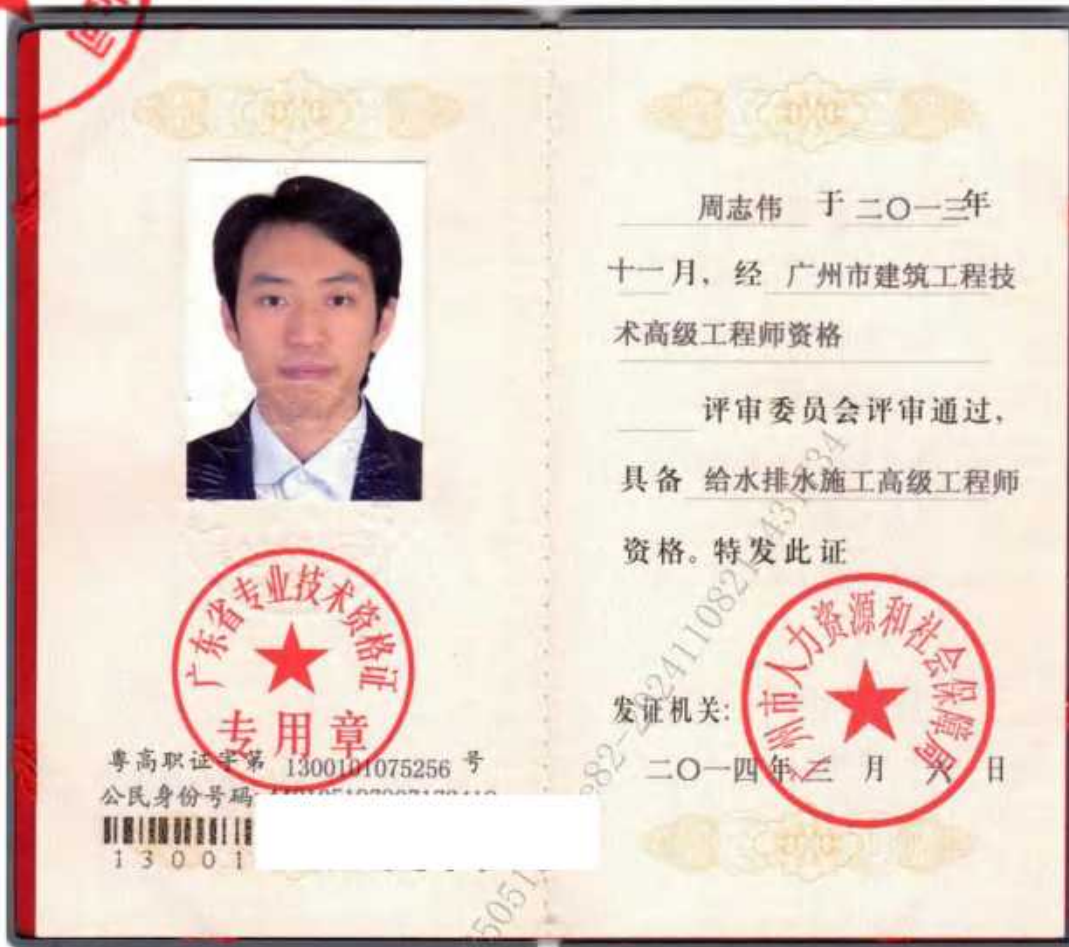 广东省专业技术资格证
专用章
粤高职证字第 1300101075256 号
公民身份号码:
13001
周志伟 于 二〇一三年
十一月，经 广州市建筑工程技
术高级工程师资格
评审委员会评审通过，
具备 给水排水施工高级工程师
资格。特发此证
广州市人力资源和社会保障局
发证机关:
二〇一四年 三 月 六 日